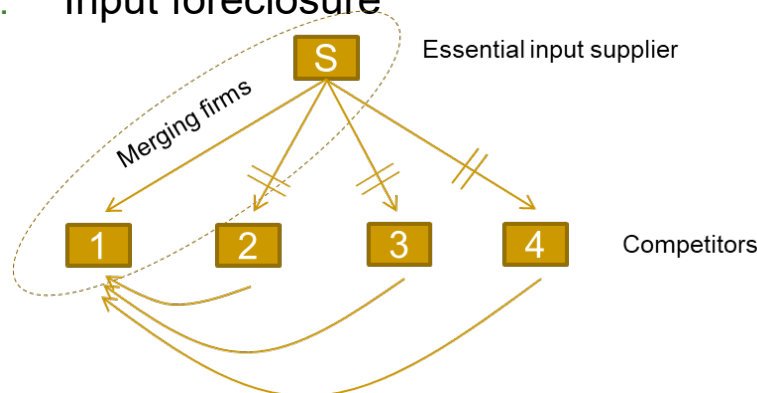 . Input foreclosure
S
Essential input supplier
Merging firms
1
2
3
4
Competitors